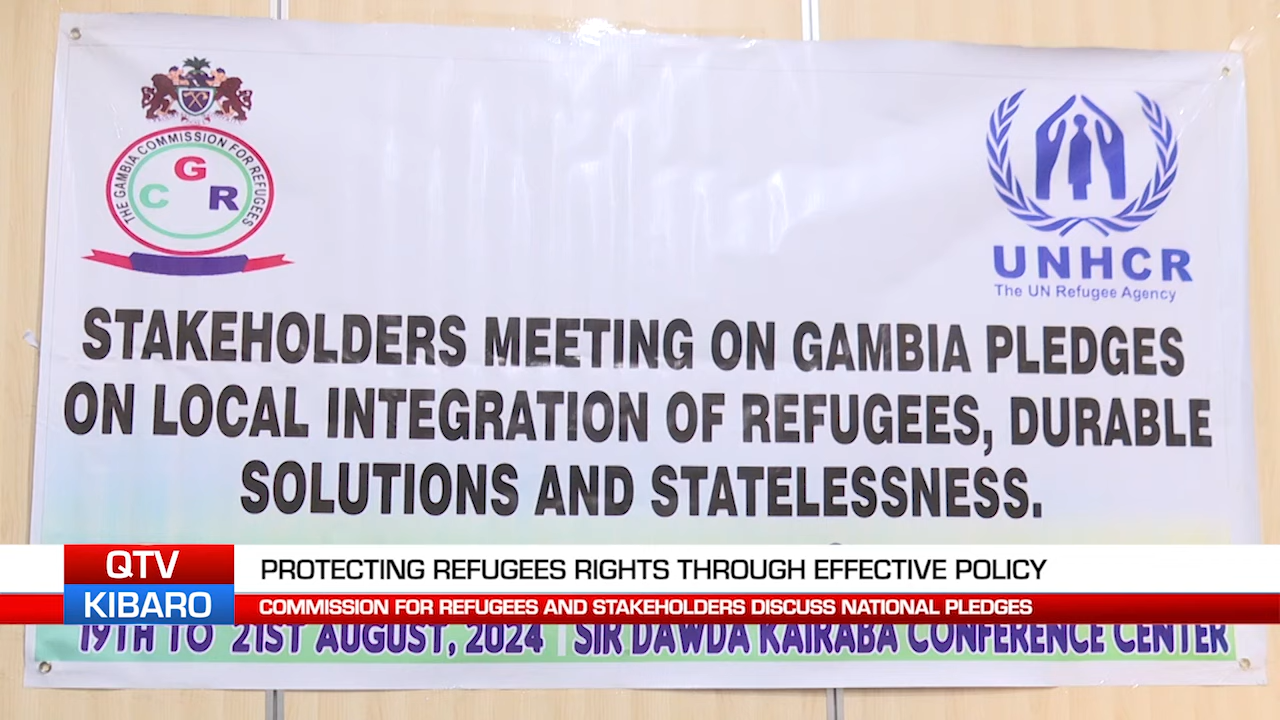 THE GAMBIA COMMISSION FOR REFUGEES
G
C R
UNHCR
The UN Refugee Agency
STAKEHOLDERS MEETING ON GAMBIA PLEDGES
ON LOCAL INTEGRATION OF REFUGEES, DURABLE
SOLUTIONS AND STATELESSNESS.
QTV
KIBARO
PROTECTING REFUGEES RIGHTS THROUGH EFFECTIVE POLICY
COMMISSION FOR REFUGEES AND STAKEHOLDERS DISCUSS NATIONAL PLEDGES
19TH TO 21ST AUGUST, 2024 | SIR DAWDA KAIRABA CONFERENCE CENTER